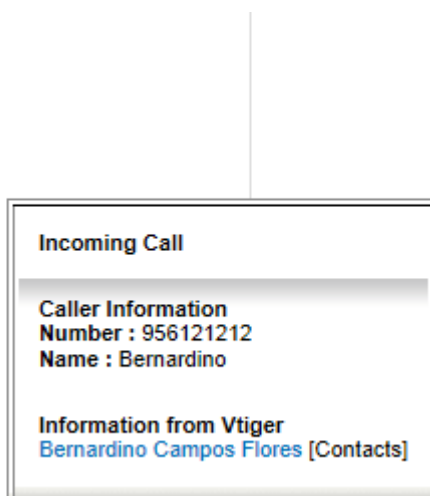 Incoming Call
Caller Information
Number : 956121212
Name : Bernardino
Information from Vtiger
Bernardino Campos Flores [Contacts]